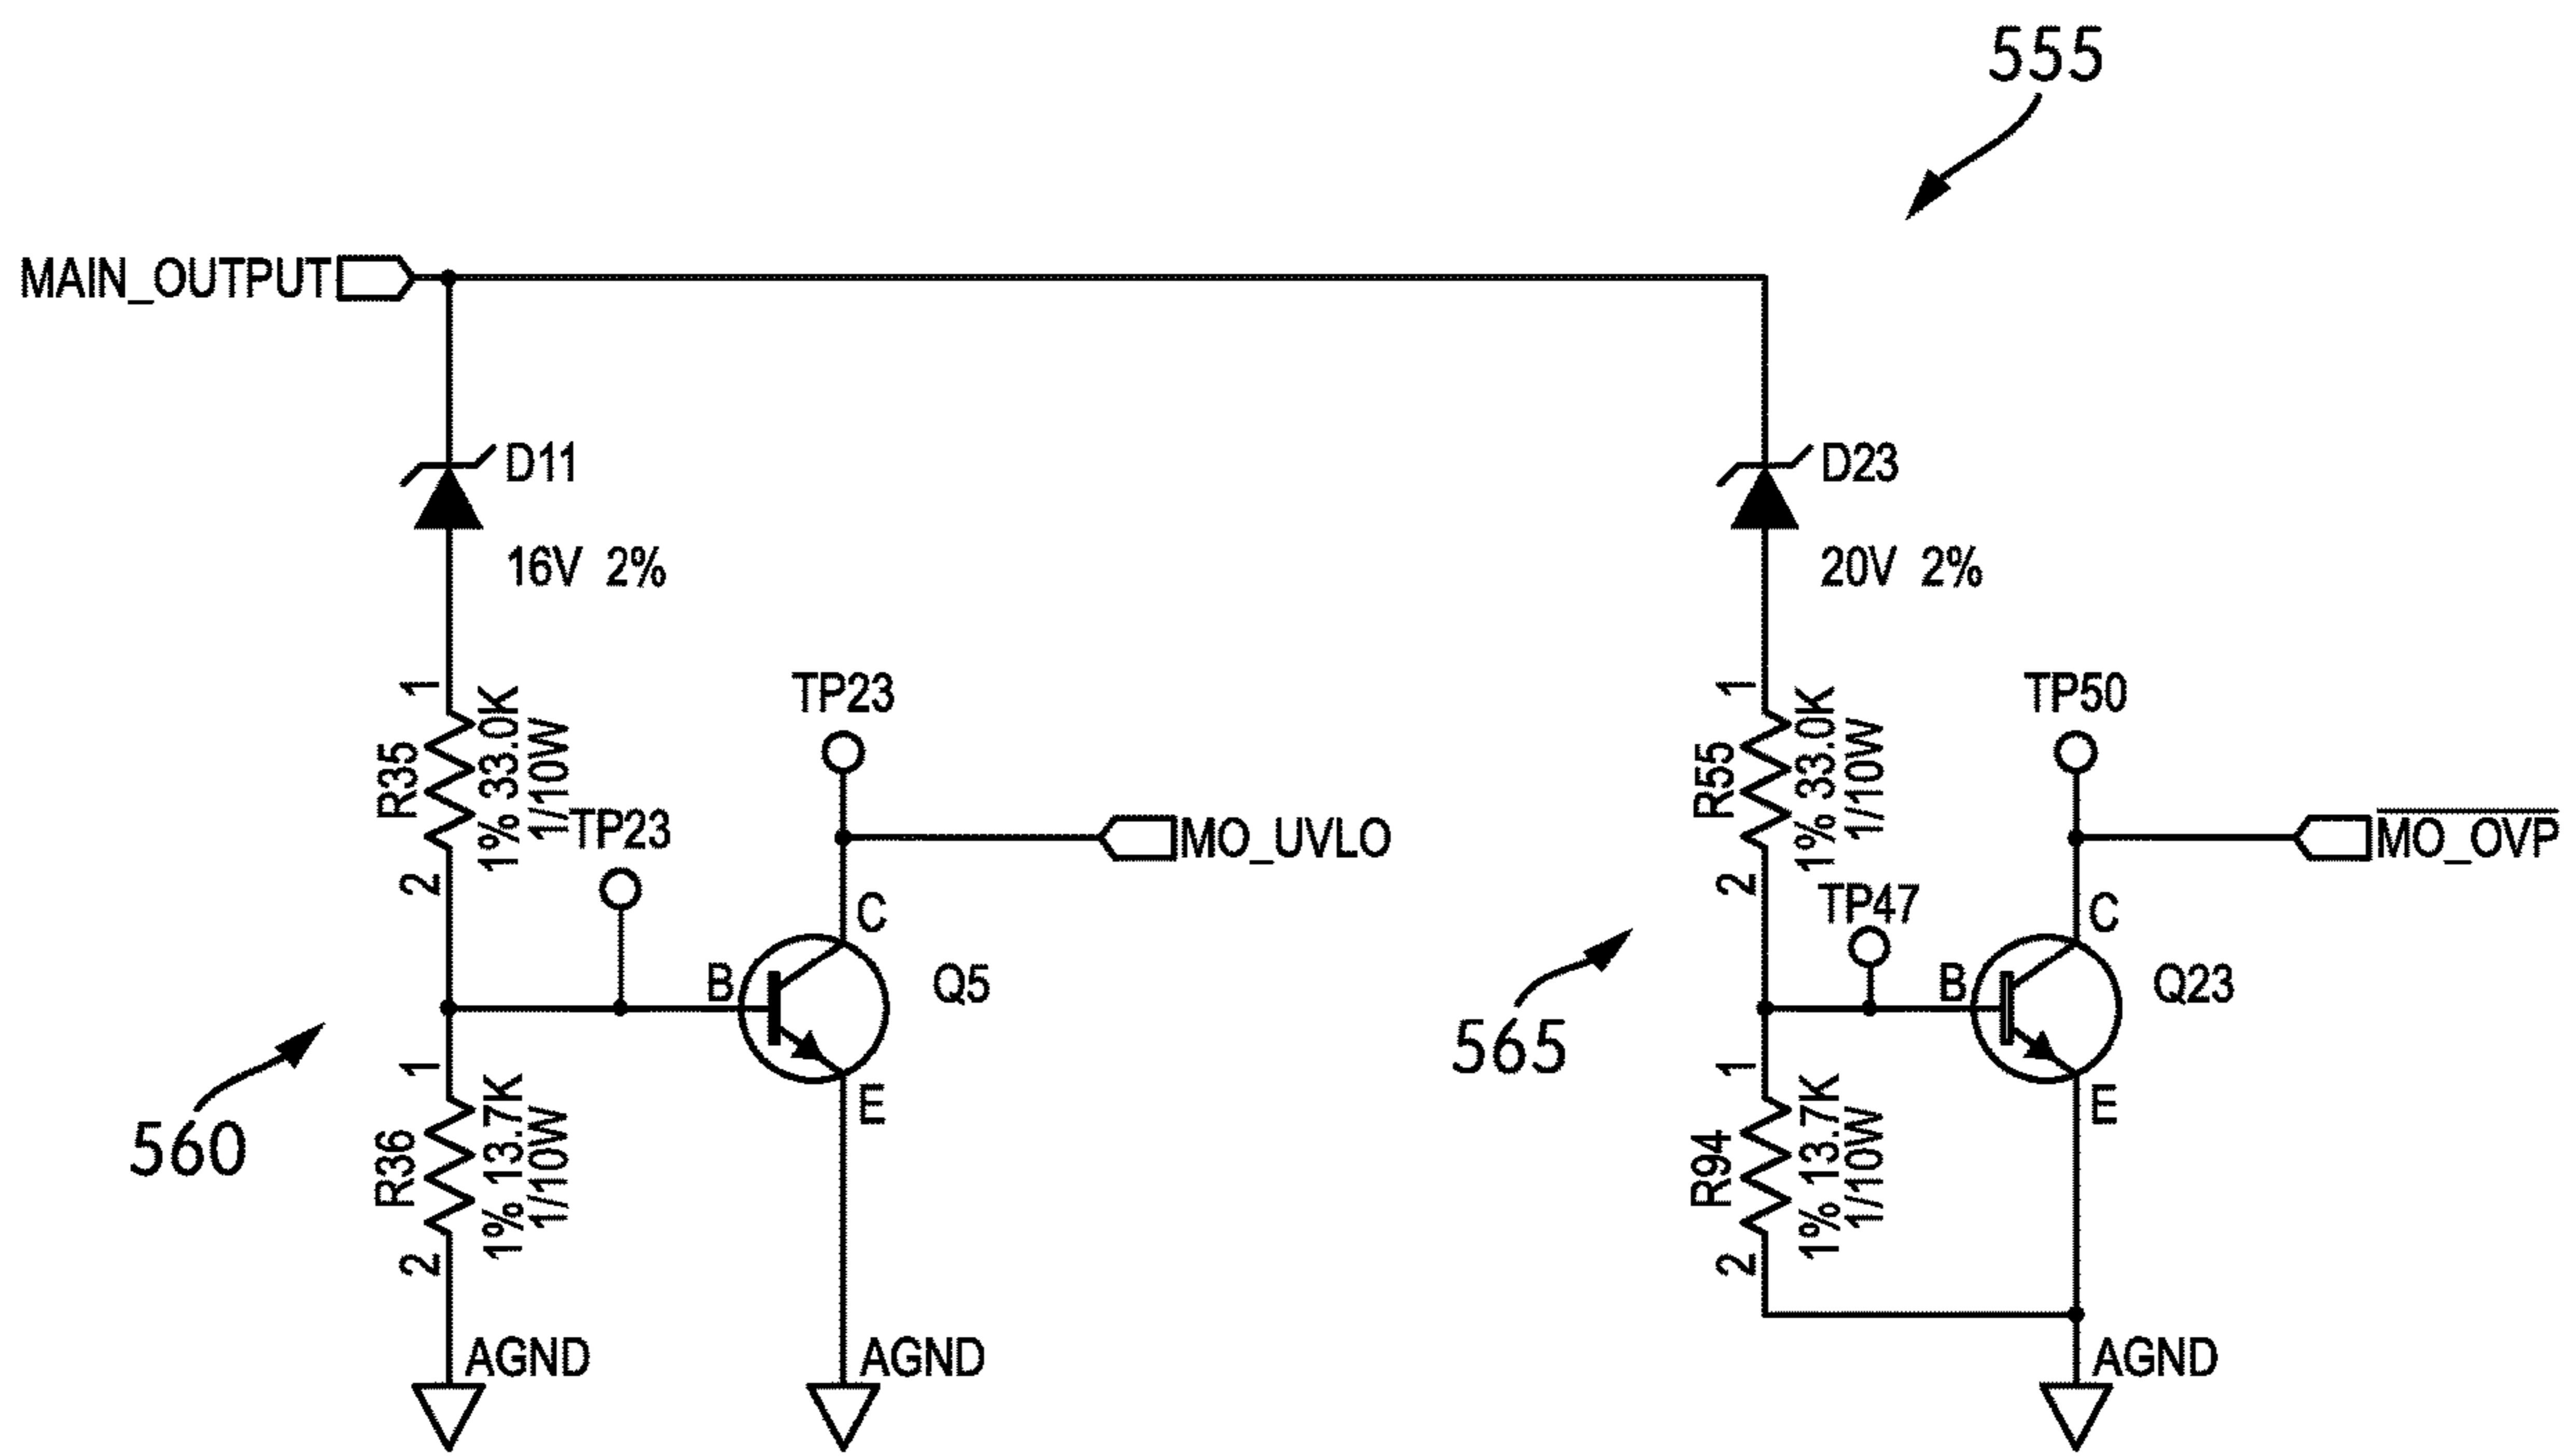 555
MAIN_OUTPUT
D11
16V 2%
D23
20V 2%
1
R35
1% 33.0K
1/10W
2
TP23
TP23
MO_UVLO
B
C
E
Q5
560
1
R36
1% 13.7K
1/10W
2
AGND
AGND
1
R55
1% 33.0K
1/10W
2
TP47
TP50
MO_OVP
B
C
E
Q23
565
1
R94
1% 13.7K
1/10W
2
AGND